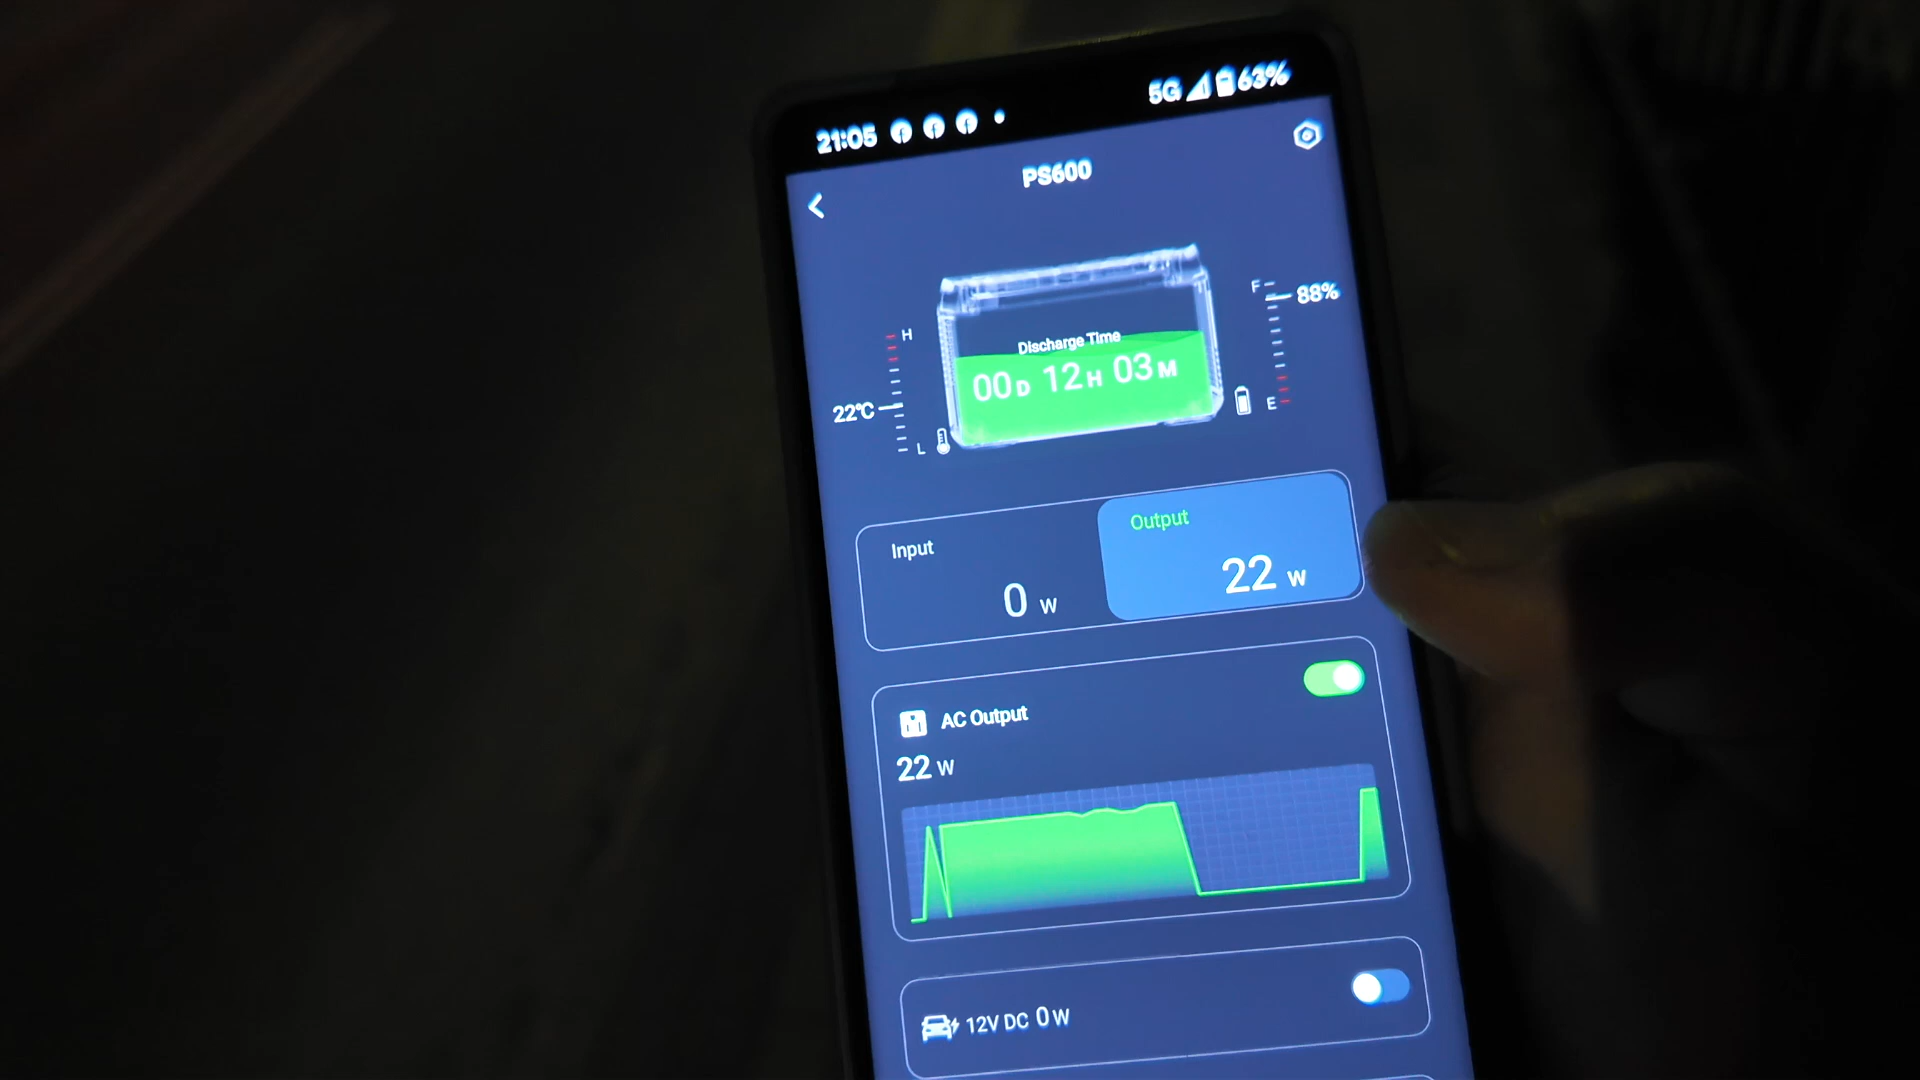 21:05 5G 63%
PS600
F 88%
H
Discharge Time
00D 12H 03M
22℃
E
L
Input Output
0 W 22 W
AC Output
22 W
12V DC 0W